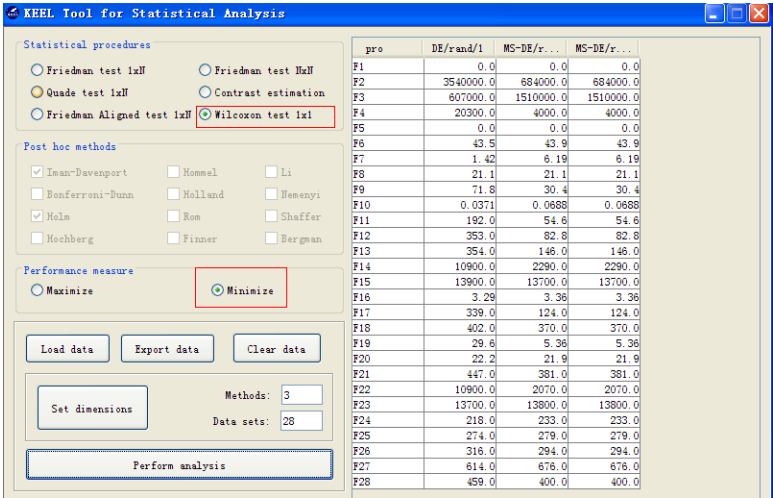 KEEL Tool for Statistical Analysis
Statistical procedures
Friedman test 1xN Friedman test NxN
Quade test 1xN Contrast estimation
Friedman Aligned test 1xN Wilcoxon test 1x1
Post hoc methods
Iman-Davenport Hommel Li
Bonferroni-Dunn Holland Nemenyi
Holm Rom Shaffer
Hochberg Finner Bergman
Performance measure
Maximize Minimize
Load data Export data Clear data
Set dimensions
Methods: 3
Data sets: 28
Perform analysis
pro DE/rand/1 MS-DE/r... MS-DE/r...
F1 0.0 0.0 0.0
F2 3540000.0 684000.0 684000.0
F3 607000.0 1510000.0 1510000.0
F4 20300.0 4000.0 4000.0
F5 0.0 0.0 0.0
F6 43.5 43.9 43.9
F7 1.42 6.19 6.19
F8 21.1 21.1 21.1
F9 71.8 30.4 30.4
F10 0.0371 0.0688 0.0688
F11 192.0 54.6 54.6
F12 353.0 82.8 82.8
F13 354.0 146.0 146.0
F14 10900.0 2290.0 2290.0
F15 13900.0 13700.0 13700.0
F16 3.29 3.36 3.36
F17 339.0 124.0 124.0
F18 402.0 370.0 370.0
F19 29.6 5.36 5.36
F20 22.2 21.9 21.9
F21 447.0 381.0 381.0
F22 10900.0 2070.0 2070.0
F23 13700.0 13800.0 13800.0
F24 218.0 233.0 233.0
F25 274.0 279.0 279.0
F26 316.0 294.0 294.0
F27 614.0 676.0 676.0
F28 459.0 400.0 400.0